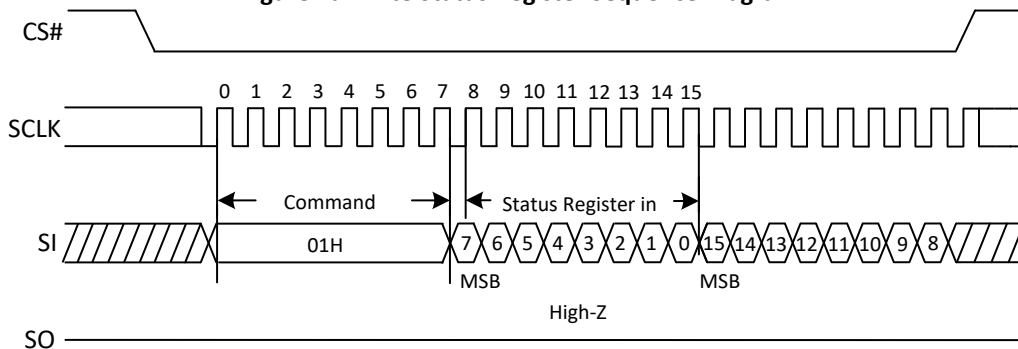 CS#
0 1 2 3 4 5 6 7 8 9 10 11 12 13 14 15
SCLK
Command Status Register in
SI 01H 7 6 5 4 3 2 1 0 15 14 13 12 11 10 9 8
MSB MSB
High-Z
SO